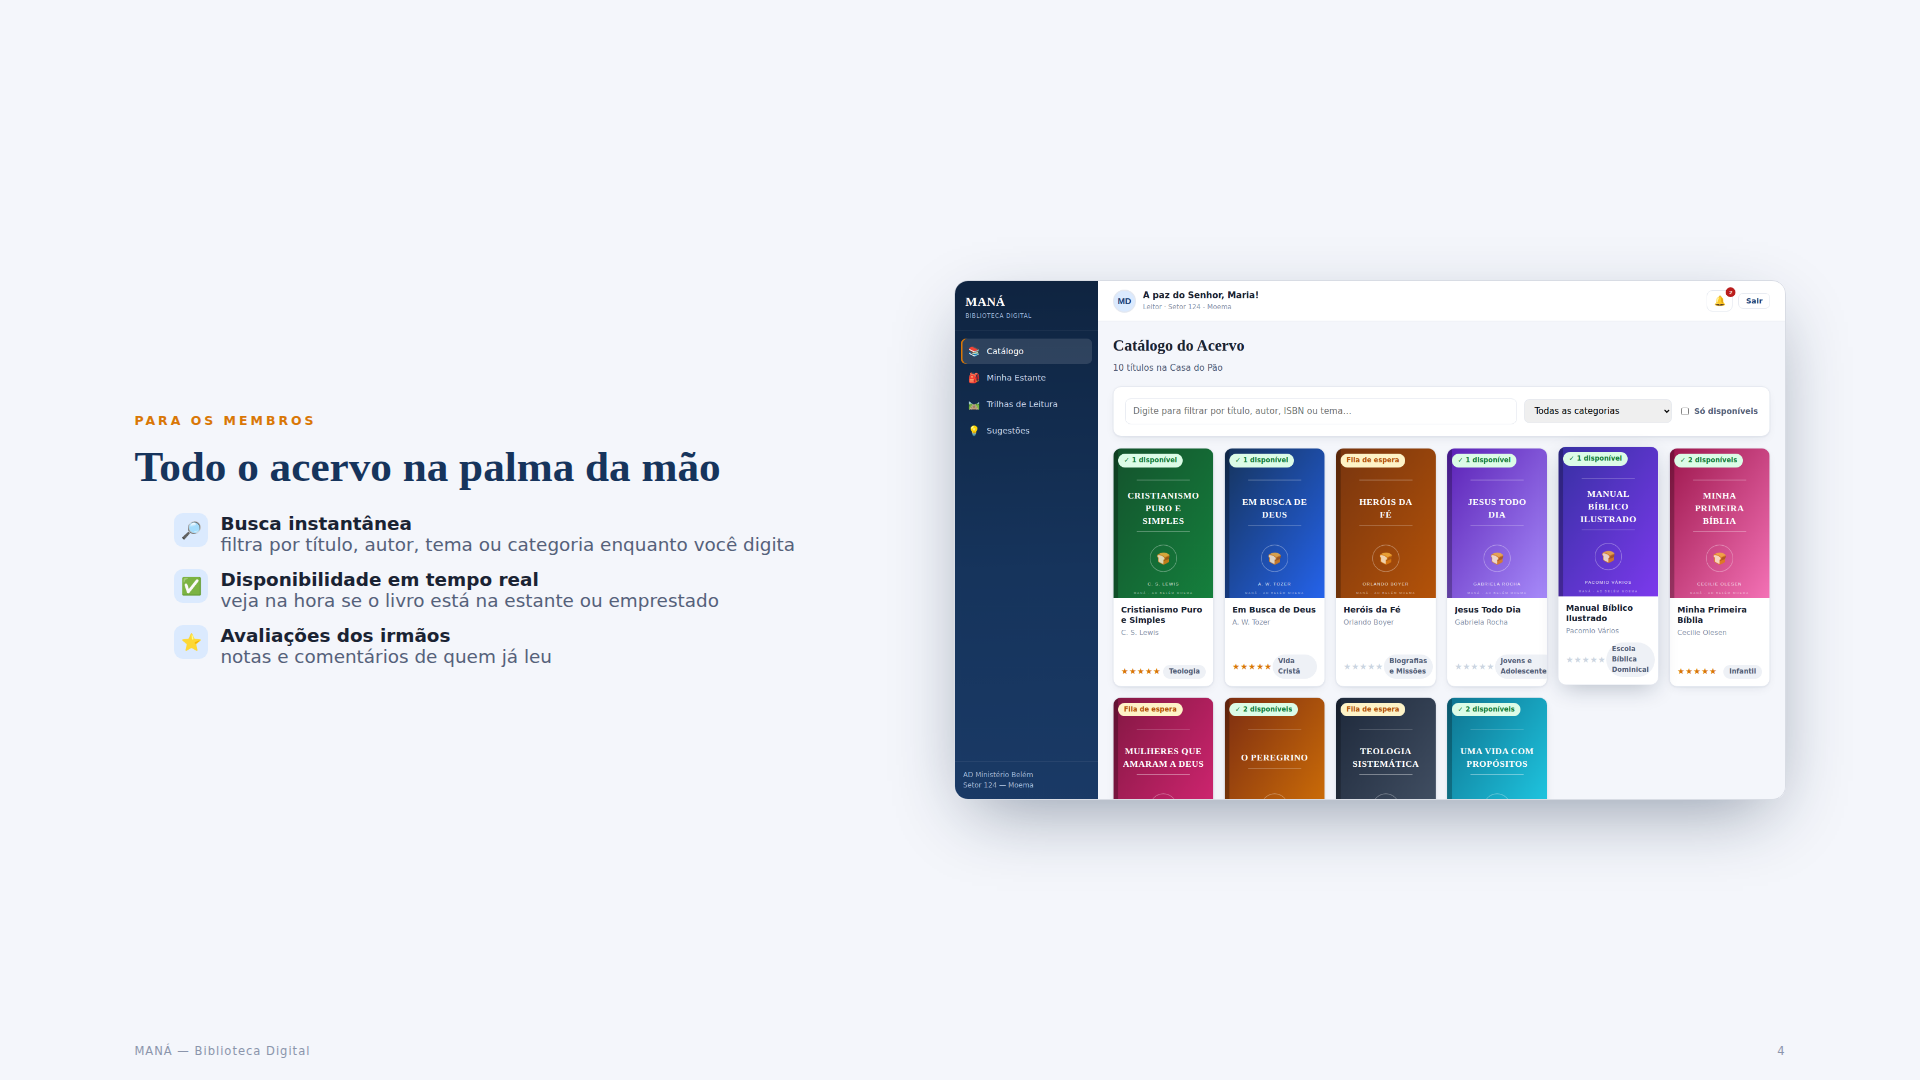 PARA OS MEMBROS
Todo o acervo na palma da mão
Busca instantânea
filtra por título, autor, tema ou categoria enquanto você digita
Disponibilidade em tempo real
veja na hora se o livro está na estante ou emprestado
Avaliações dos irmãos
notas e comentários de quem já leu
MANÁ
BIBLIOTECA DIGITAL
Catálogo
Minha Estante
Trilhas de Leitura
Sugestões
AD Ministério Belém
Setor 124 — Moema
MD
A paz do Senhor, Maria!
Leitor · Setor 124 - Moema
Sair
Catálogo do Acervo
10 títulos na Casa do Pão
Digite para filtrar por título, autor, ISBN ou tema...
Todas as categorias
Só disponíveis
✓ 1 disponível
CRISTIANISMO
PURO E
SIMPLES
C. S. LEWIS
Cristianismo Puro
e Simples
C. S. Lewis
★★★★★ Teologia
✓ 1 disponível
EM BUSCA DE
DEUS
A. W. TOZER
Em Busca de Deus
A. W. Tozer
★★★★★ Vida
Cristã
Fila de espera
HERÓIS DA
FÉ
ORLANDO BOYER
Heróis da Fé
Orlando Boyer
★★★★★ Biografias
e Missões
✓ 1 disponível
JESUS TODO
DIA
GABRIELA ROCHA
Jesus Todo Dia
Gabriela Rocha
★★★★★ Jovens e
Adolescente
✓ 1 disponível
MANUAL
BÍBLICO
ILUSTRADO
PACOMIO VÁRIOS
Manual Bíblico
Ilustrado
Pacomio Vários
★★★★★ Escola
Bíblica
Dominical
✓ 2 disponíveis
MINHA
PRIMEIRA
BÍBLIA
CECILIE OLESEN
Minha Primeira
Bíblia
Cecilie Olesen
★★★★★ Infantil
Fila de espera
MULHERES QUE
AMARAM A DEUS
✓ 2 disponíveis
O PEREGRINO
Fila de espera
TEOLOGIA
SISTEMÁTICA
✓ 2 disponíveis
UMA VIDA COM
PROPÓSITOS
MANÁ — Biblioteca Digital
4